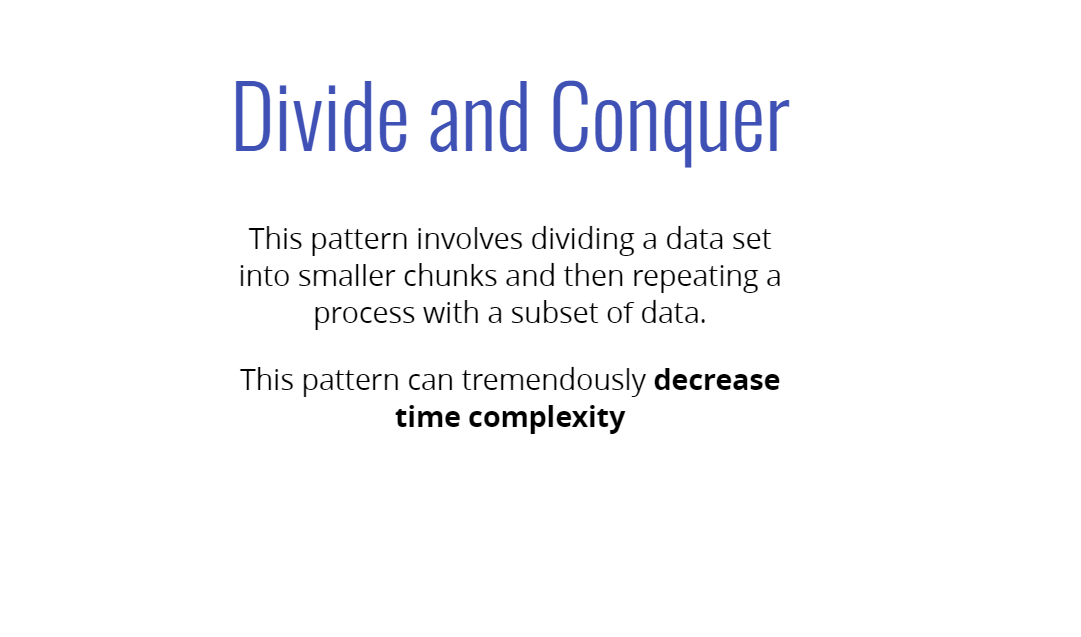 Divide and Conquer
This pattern involves dividing a data set
into smaller chunks and then repeating a
process with a subset of data.
This pattern can tremendously decrease
time complexity